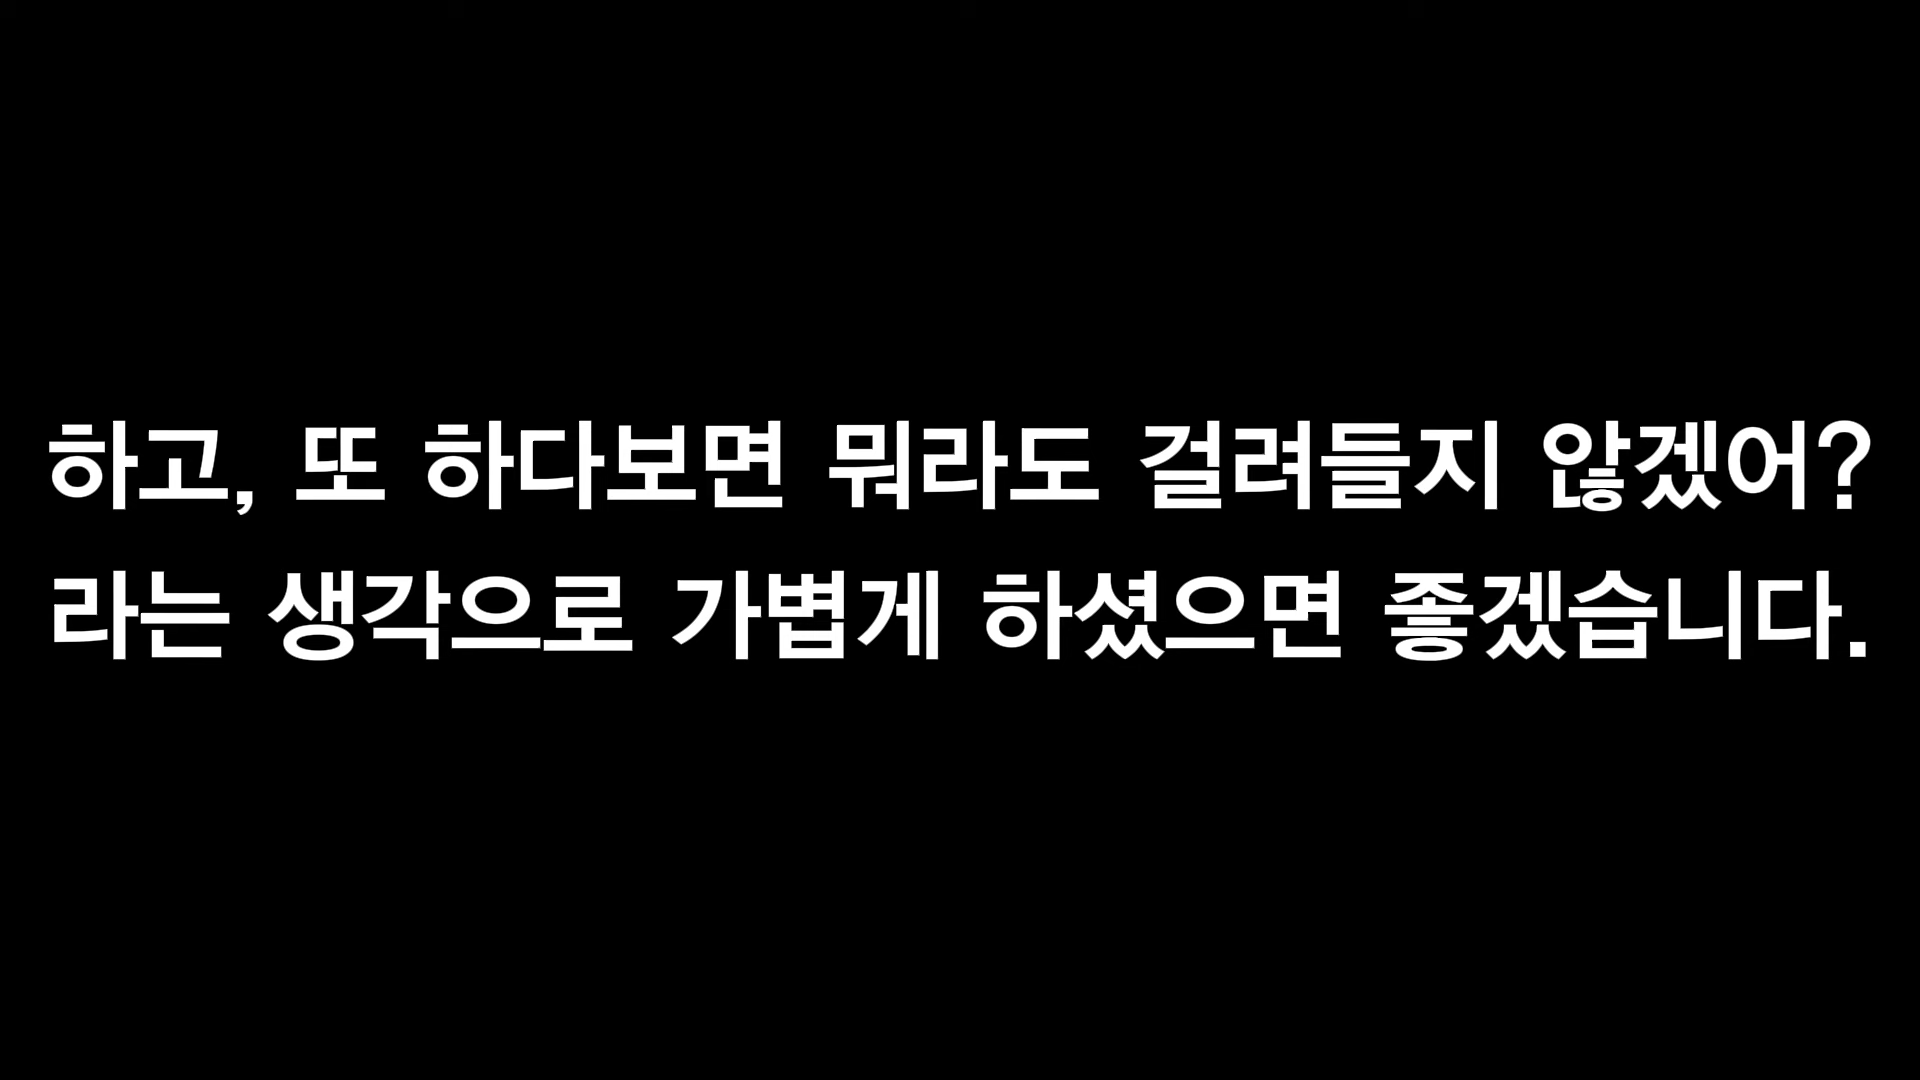 하고, 또 하다보면 뭐라도 걸려들지 않겠어?
라는 생각으로 가볍게 하셨으면 좋겠습니다.